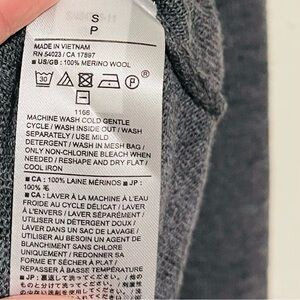 S
P
MADE IN VIETNAM
RN 54023 / CA 17897
■ US/GB : 100% MERINO WOOL
30
1166
MACHINE WASH COLD GENTLE
CYCLE / WASH INSIDE OUT / WASH
SEPARATELY / USE MILD
DETERGENT / WASH IN MESH BAG /
ONLY NON-CHLORINE BLEACH WHEN
NEEDED / RESHAPE AND DRY FLAT /
COOL IRON
■ CA : 100% LAINE MÉRINOS ■ JP :
100% 毛
■ CA : LAVER À LA MACHINE À L'EAU
FROIDE AU CYCLE DÉLICAT / LAVER
À L'ENVERS / LAVER SÉPARÉMENT /
UTILISER UN DÉTERGENT DOUX /
LAVER DANS UN SAC DE LAVAGE /
UTILISER AU BESOIN UN AGENT DE
BLANCHIMENT SANS CHLORE
UNIQUEMENT / REDONNER SA
FORME ET SÉCHER À PLAT /
REPASSER À BASSE TEMPÉRATURE
■ JP :